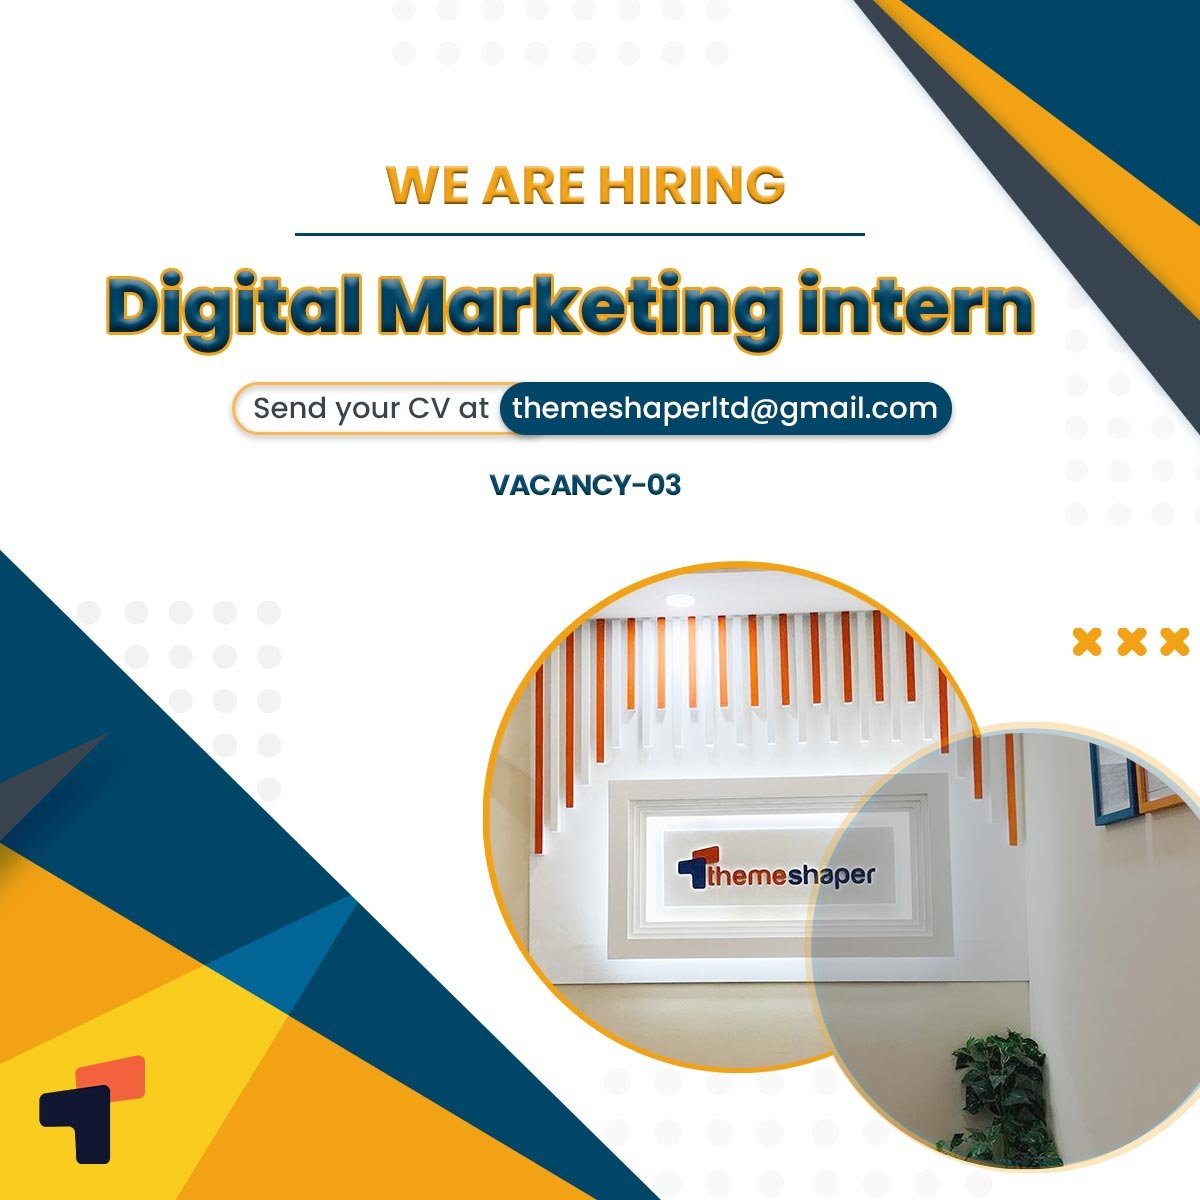 WE ARE HIRING
Digital Marketing intern
Send your CV at themeshaperltd@gmail.com
VACANCY-03
themeshaper